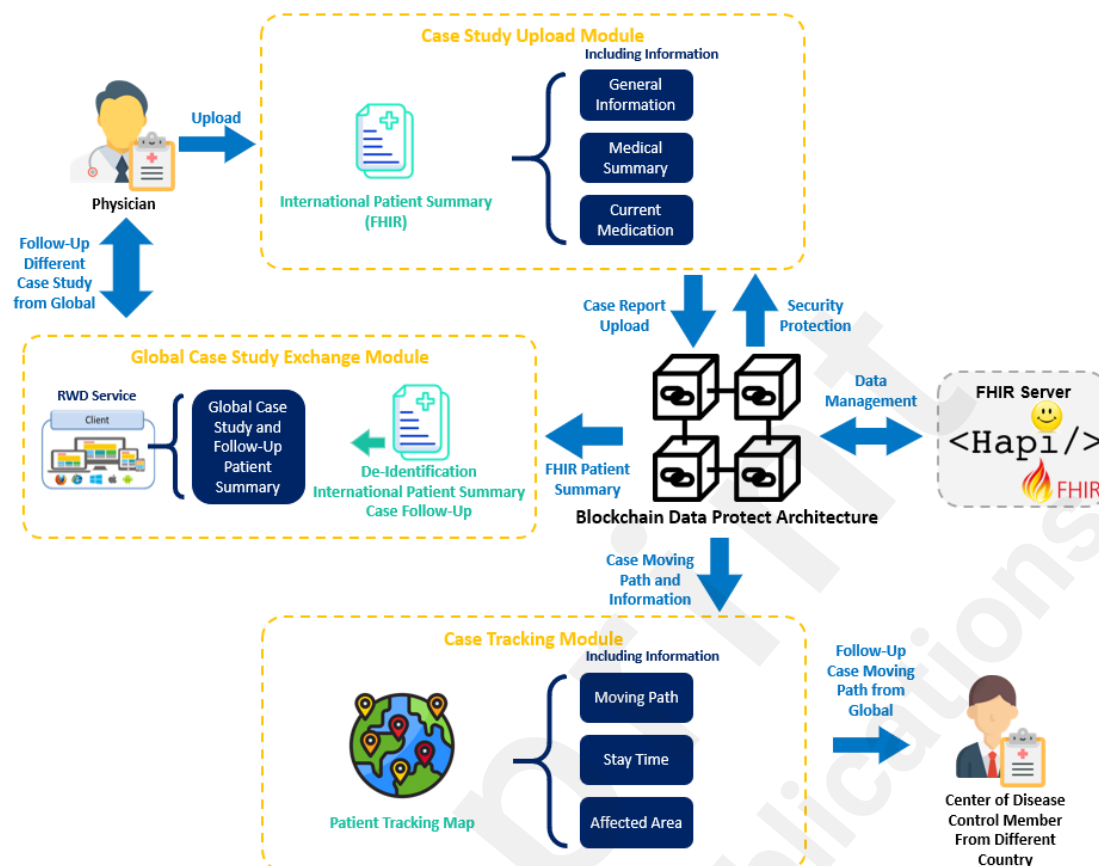 Case Study Upload Module
Including Information
General
Information
Medical
Summary
Current
Medication
International Patient Summary
(FHIR)
Upload
Physician
Follow-Up
Different
Case Study
from Global
Case Report
Upload
Security
Protection
Global Case Study Exchange Module
RWD Service
Client
Global Case
Study and
Follow-Up
Patient
Summary
De-Identification
International Patient Summary
Case Follow-Up
FHIR Patient
Summary
Blockchain Data Protect Architecture
Data
Management
FHIR Server
<Hapi/>
FHIR
Case Moving
Path and
Information
Case Tracking Module
Including Information
Moving Path
Stay Time
Affected Area
Patient Tracking Map
Follow-Up
Case Moving
Path from
Global
Center of Disease
Control Member
From Different
Country